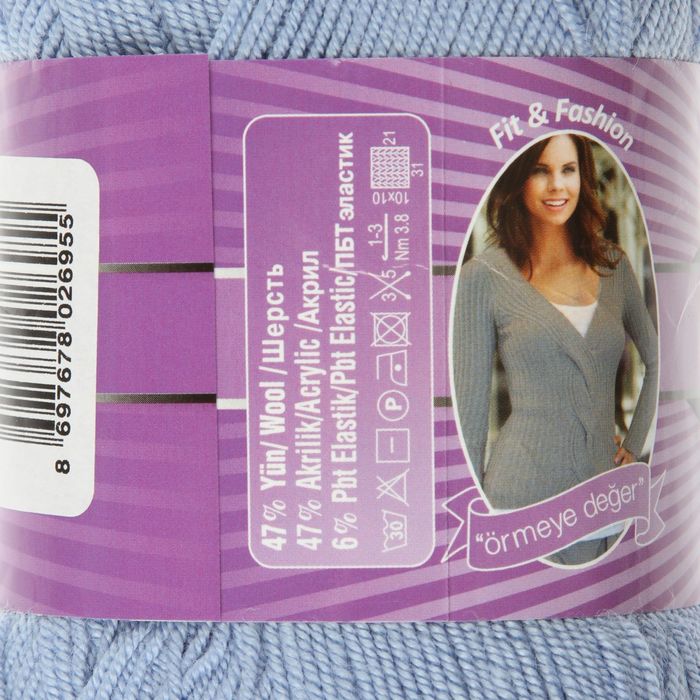 8 697678 026955
47% Yün/ Wool /Шерсть
47% Akrilik/Acrylic /Акрил
6% Pbt Elastik/Pbt Elastic/ПБТ эластик
30
P
3 5
1-3
Nm 3.8
10x10
21
31
Fit & Fashion
"örmeye değer"